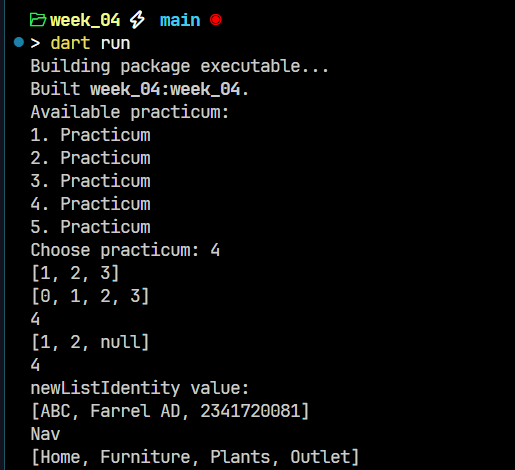 week_04 main
> dart run
Building package executable...
Built week_04:week_04.
Available practicum:
1. Practicum
2. Practicum
3. Practicum
4. Practicum
5. Practicum
Choose practicum: 4
[1, 2, 3]
[0, 1, 2, 3]
4
[1, 2, null]
4
newListIdentity value:
[ABC, Farrel AD, 2341720081]
Nav
[Home, Furniture, Plants, Outlet]